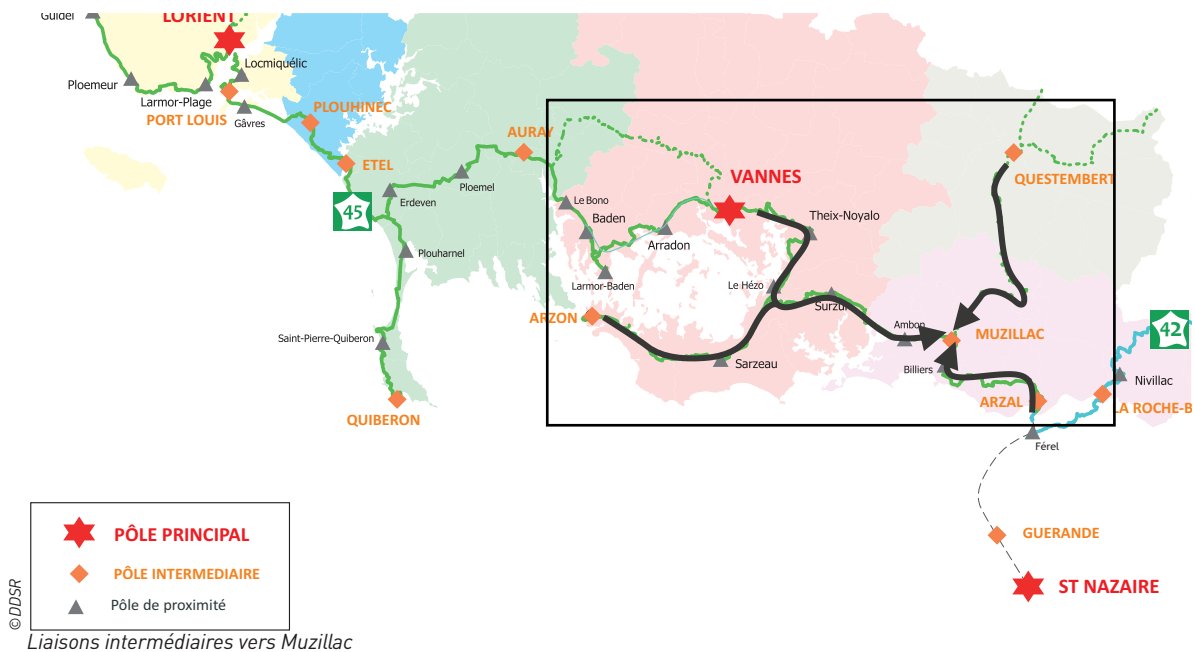 Guidel
LORIENT
Locmiquélic
Ploemeur
Larmor-Plage
PORT LOUIS
Gâvres
PLOUHINEC
ETEL
AURAY
Ploemel
45
Erdeven
Le Bono
Baden
VANNES
QUESTEMBERT
Theix-Noyalo
Arradon
Plouharnel
Larmor-Baden
Le Hézo
Surzur
ARZON
Ambon
MUZILLAC
42
Saint-Pierre-Quiberon
Sarzeau
Billiers
Nivillac
ARZAL
LA ROCHE-B
QUIBERON
Férel
GUERANDE
ST NAZAIRE
PÔLE PRINCIPAL
PÔLE INTERMEDIAIRE
Pôle de proximité
©DDSR
Liaisons intermédiaires vers Muzillac